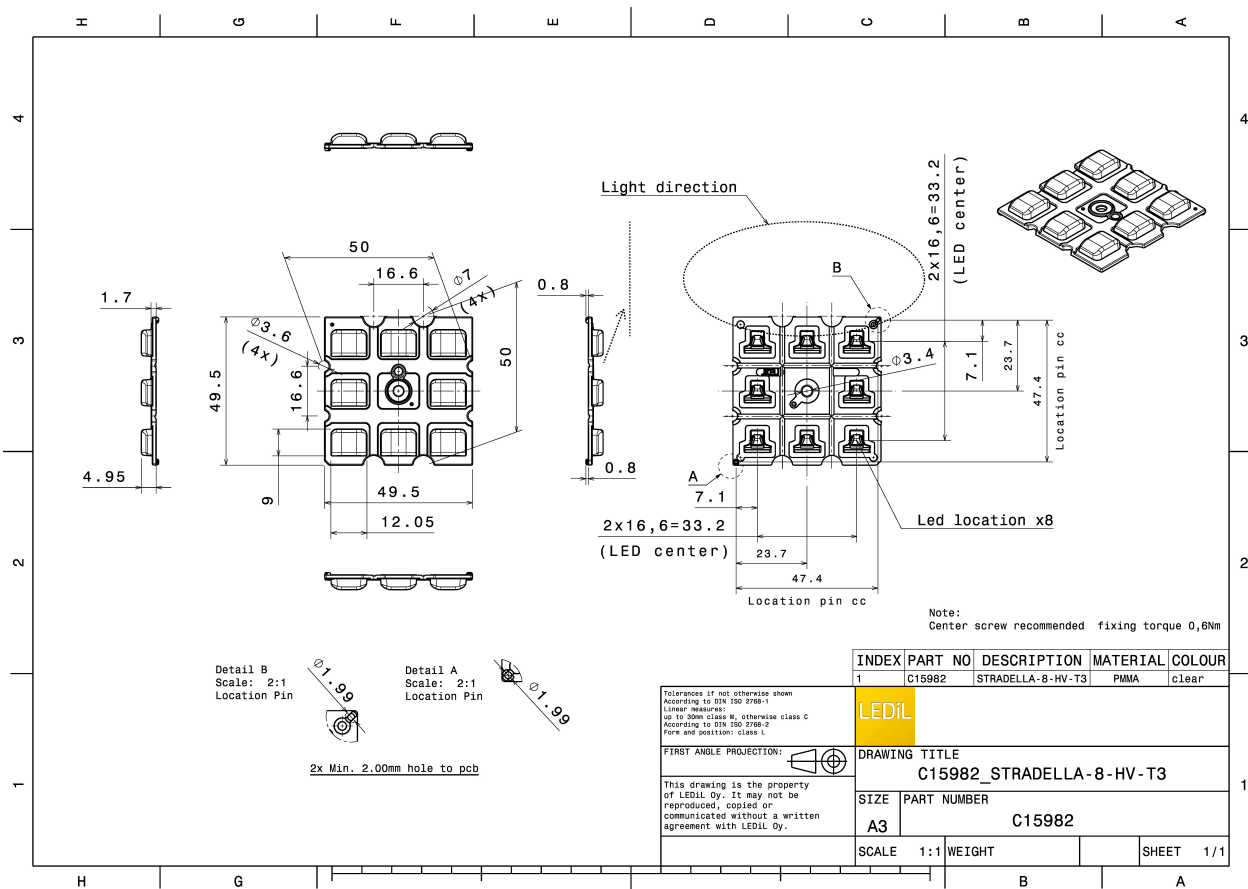 H G F E D C B A
4
4
Light direction
2x16,6=33.2
(LED center)
B
50
16.6
Ø7
(4x)
0.8
1.7
Ø3.6
(4x)
3
3
49.5
16.6
50
Ø3.4
7.1
23.7
47.4
Location pin cc
4.95
9
49.5
12.05
0.8
A
7.1
2x16,6=33.2
(LED center)
23.7
47.4
Location pin cc
Led location x8
2
2
Note:
Center screw recommended fixing torque 0,6Nm
Detail B
Scale: 2:1
Location Pin
Ø1.99
Detail A
Scale: 2:1
Location Pin
Ø1.99
2x Min. 2.00mm hole to pcb
INDEX PART NO DESCRIPTION MATERIAL COLOUR
1 C15982 STRADELLA-8-HV-T3 PMMA clear
Tolerances if not otherwise shown
According to DIN ISO 2768-1
Linear measures:
up to 30mm class M, otherwise class C
According to DIN ISO 2768-2
Form and position: class L
LEDiL
FIRST ANGLE PROJECTION:
DRAWING TITLE
C15982_STRADELLA-8-HV-T3
This drawing is the property
of LEDiL Oy. It may not be
reproduced, copied or
communicated without a written
agreement with LEDiL Oy.
SIZE PART NUMBER
A3 C15982
SCALE 1:1 WEIGHT SHEET 1/1
1
1
H G F E B A